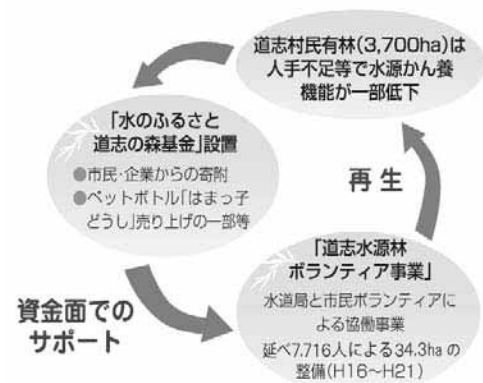 道志村民有林(3,700ha)は
人手不足等で水源かん養
機能が一部低下
「水のふるさと
道志の森基金」設置
●市民・企業からの寄附
●ペットボトル「はまっ子
どうし」売り上げの一部等
再生
「道志水源林
ボランティア事業」
水道局と市民ボランティアに
よる協働事業
延べ7,716人による34.3haの
整備(H16～H21)
資金面での
サポート